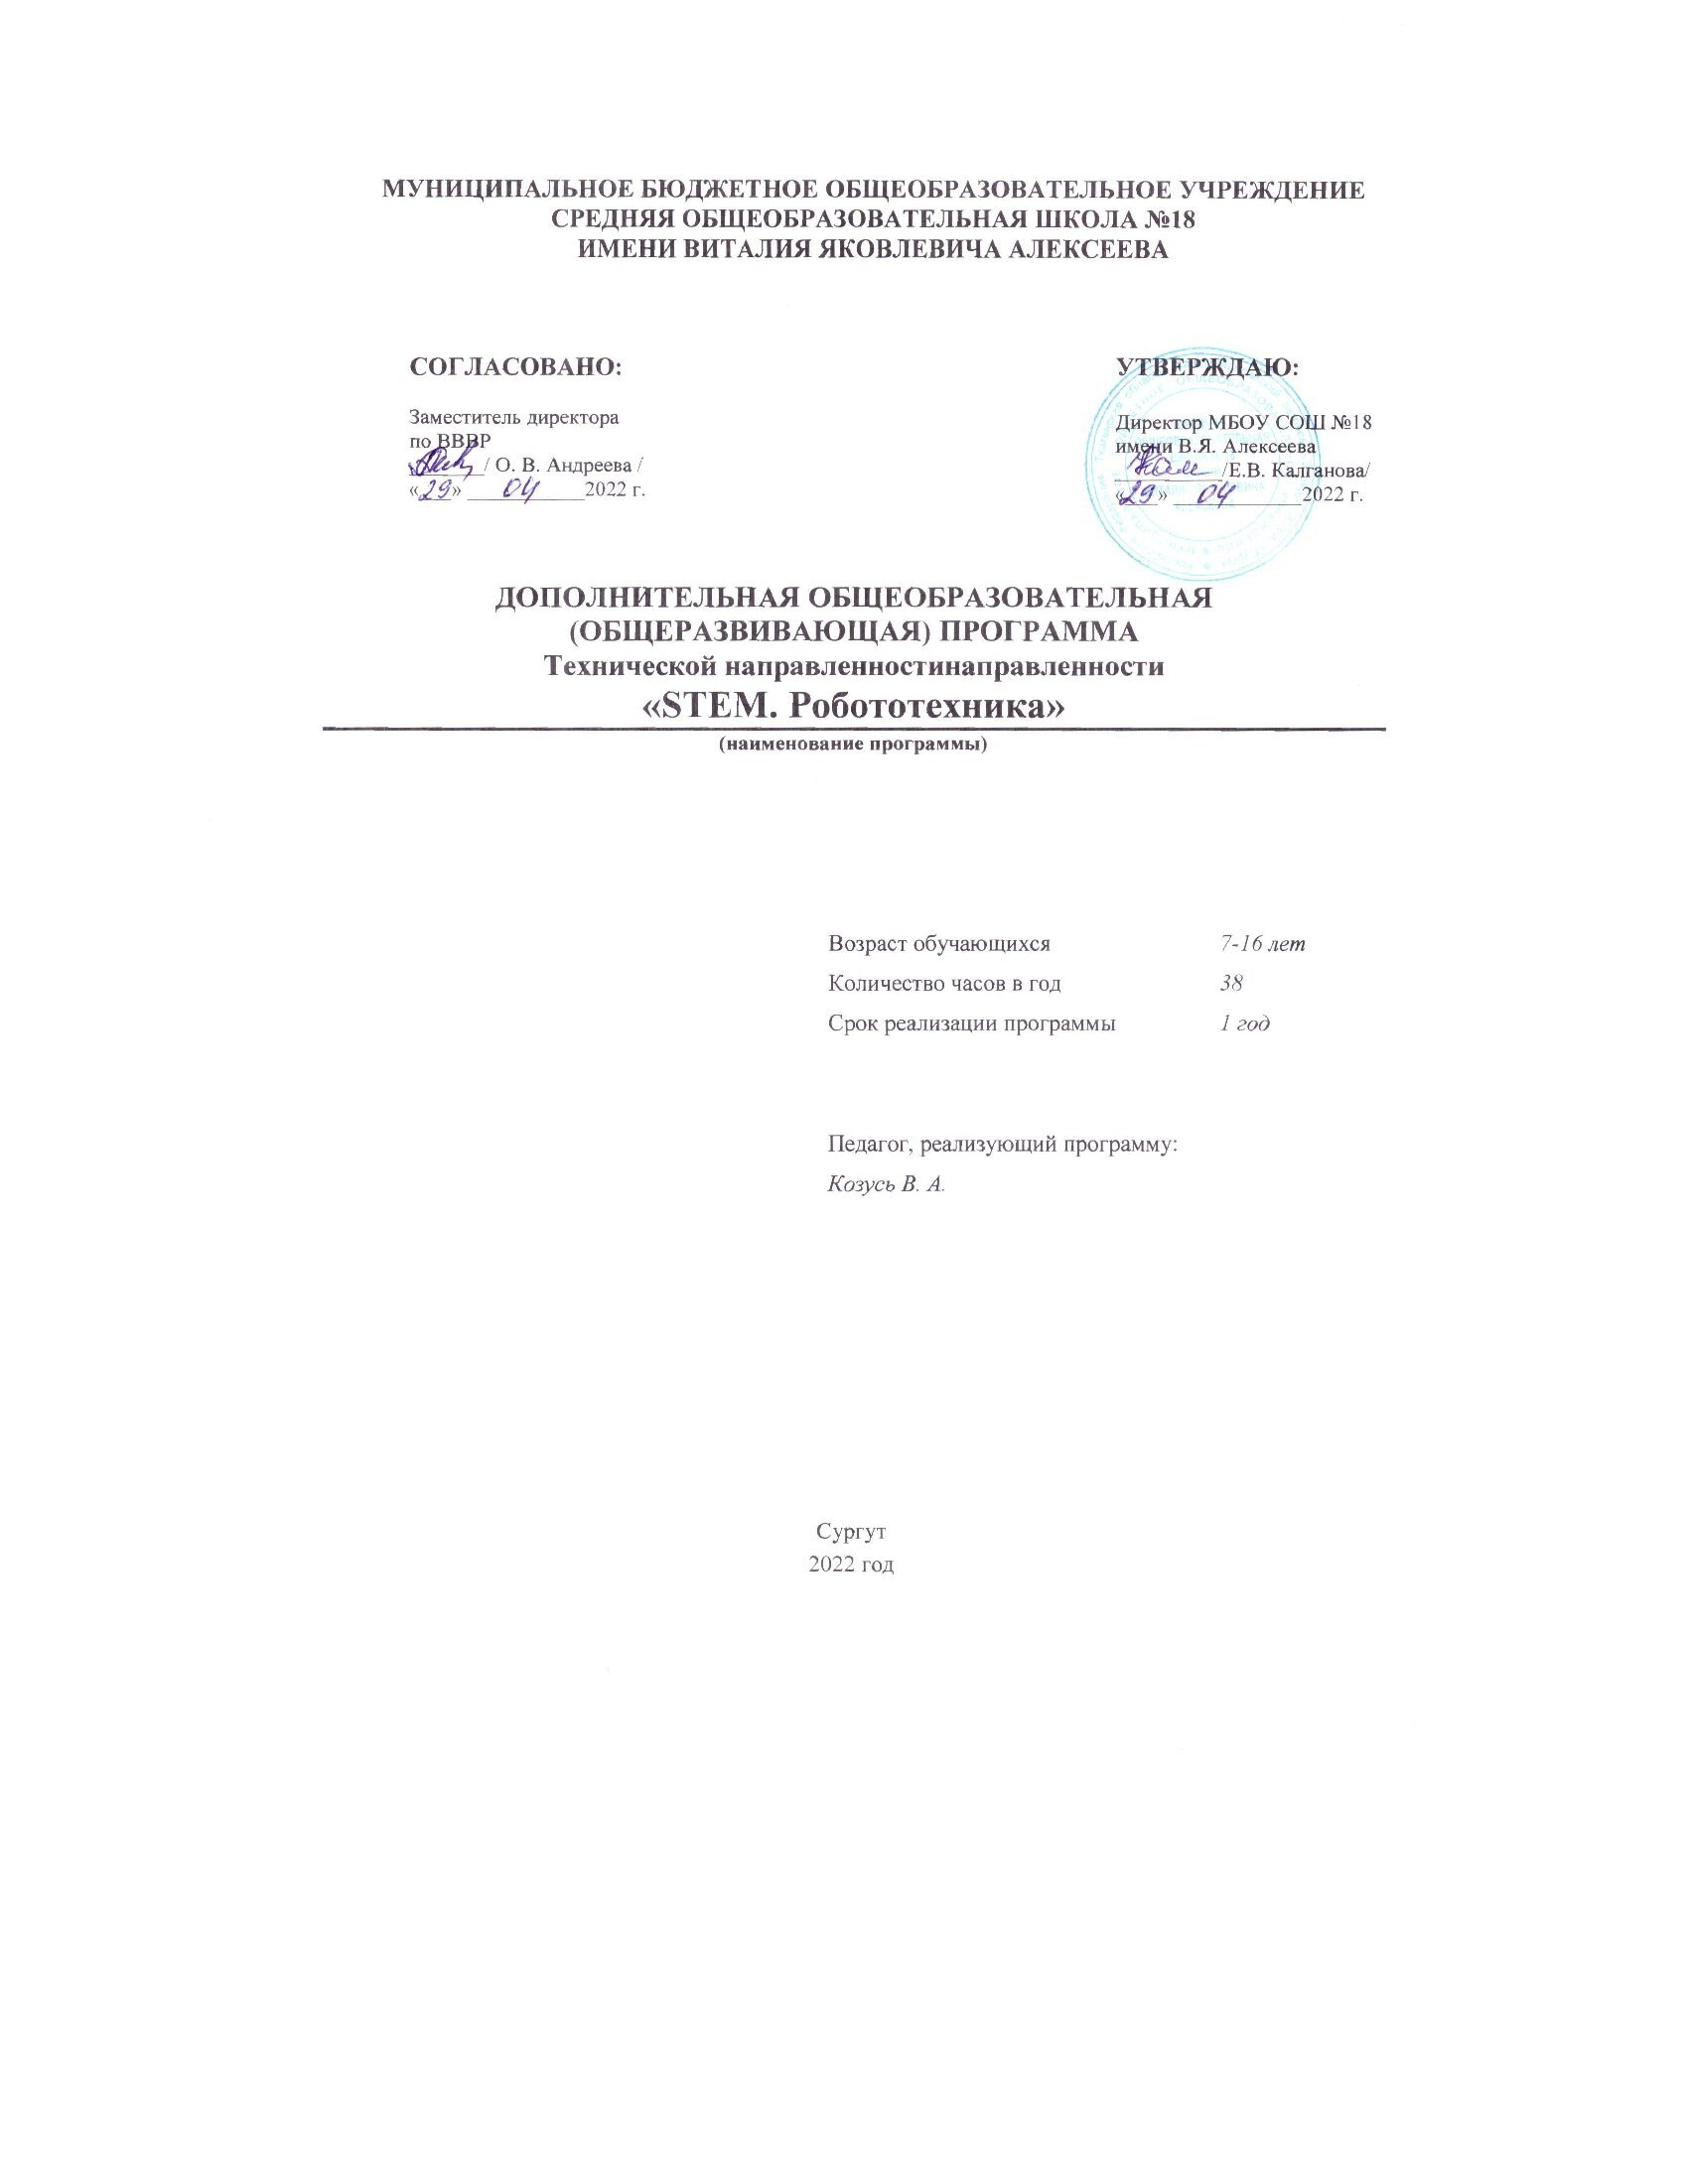 МУНИЦИПАЛЬНОЕ БЮДЖЕТНОЕ ОБЩЕОБРАЗОВАТЕЛЬНОЕ УЧРЕЖДЕНИЕ
СРЕДНЯЯ ОБЩЕОБРАЗОВАТЕЛЬНАЯ ШКОЛА №18
ИМЕНИ ВИТАЛИЯ ЯКОВЛЕВИЧА АЛЕКСЕЕВА
СОГЛАСОВАНО:
Заместитель директора
по ВВВР
/ О. В. Андреева /
«29» 04 2022 г.
УТВЕРЖДАЮ:
Директор МБОУ СОШ №18
имени В.Я. Алексеева
/Е.В. Калганова/
«29» 04 2022 г.
ДОПОЛНИТЕЛЬНАЯ ОБЩЕОБРАЗОВАТЕЛЬНАЯ
(ОБЩЕРАЗВИВАЮЩАЯ) ПРОГРАММА
Технической направленностинаправленности
«STEM. Робототехника»
(наименование программы)
Возраст обучающихся 7-16 лет
Количество часов в год 38
Срок реализации программы 1 год
Педагог, реализующий программу:
Козусь В. А.
Сургут
2022 год